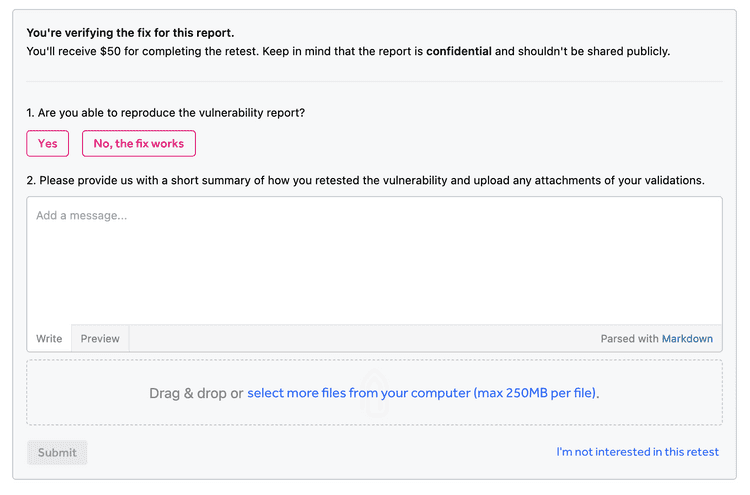 You're verifying the fix for this report.
You'll receive $50 for completing the retest. Keep in mind that the report is confidential and shouldn't be shared publicly.
1. Are you able to reproduce the vulnerability report?
Yes
No, the fix works
2. Please provide us with a short summary of how you retested the vulnerability and upload any attachments of your validations.
Add a message...
Write
Preview
Parsed with Markdown
Drag & drop or select more files from your computer (max 250MB per file).
Submit
I'm not interested in this retest